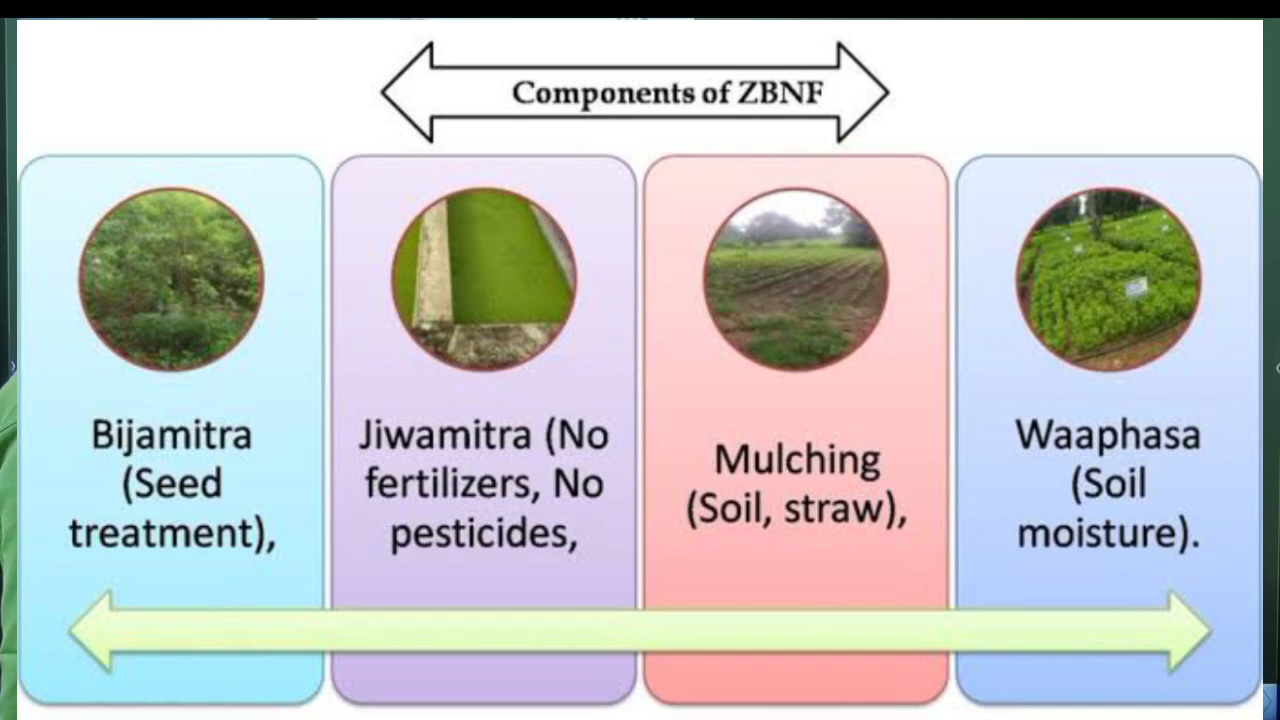 Components of ZBNF
Bijamitra
(Seed
treatment),
Jiwamitra (No
fertilizers, No
pesticides,
Mulching
(Soil, straw),
Waaphasa
(Soil
moisture).